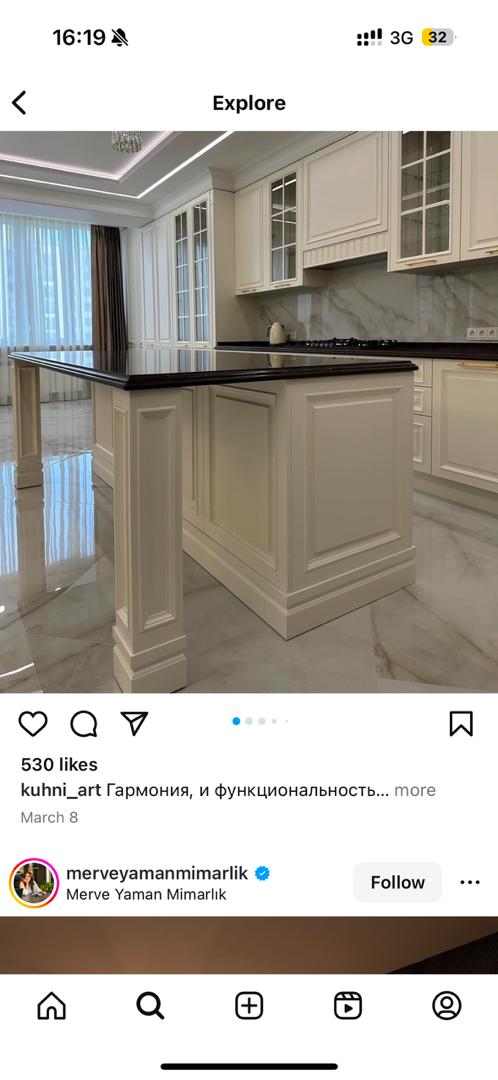 16:19
3G 32
Explore
530 likes
kuhni_art Гармония, и функциональность... more
March 8
merveyamanmimarlik
Merve Yaman Mimarlık
Follow